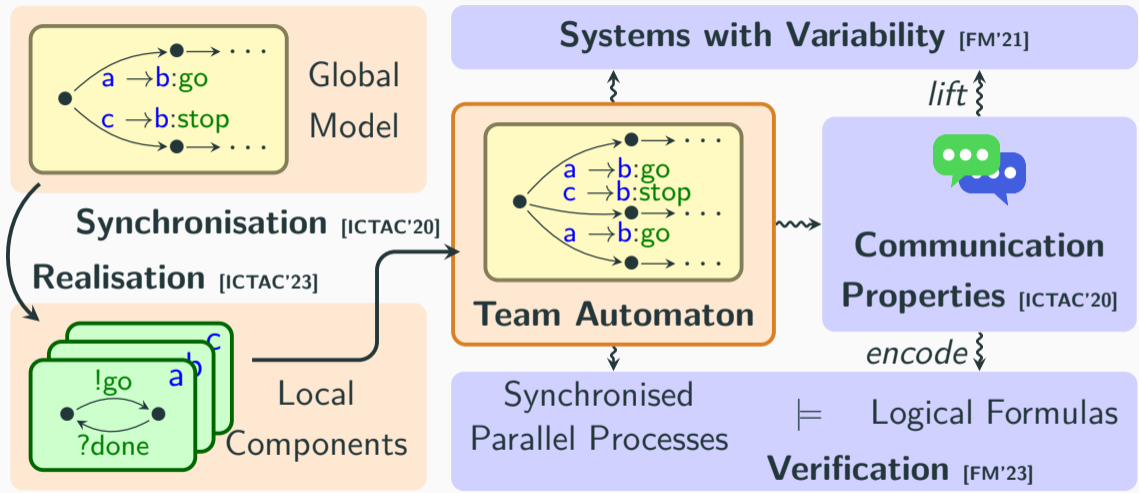 Global
Model
a →b:go
c →b:stop
· · ·
· · ·
Synchronisation [ICTAC'20]
Realisation [ICTAC'23]
c
b
a
!go
?done
Local
Components
Systems with Variability [FM'21]
lift
a →b:go
c →b:stop
a →b:go
· · ·
· · ·
· · ·
Team Automaton
Communication
Properties [ICTAC'20]
encode
Synchronised
Parallel Processes
⊨
Logical Formulas
Verification [FM'23]